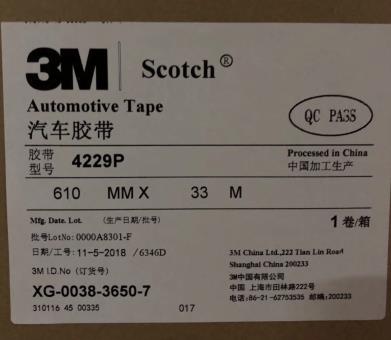 3M Scotch®
Automotive Tape
汽车胶带
QC PASS
胶带
型号 4229P
Processed in China
中国加工生产
610 MM X 33 M
Mfg. Date. Lot. (生产日期/批号)
1 卷/箱
批号LotNo: 0000A8301-F
日期/工号: 11-5-2018 /6346D
3M I.D.No (订货号)
XG-0038-3650-7
310116 45 00335 017
3M China Ltd.,222 Tian Lin Road
Shanghai China 200233
3M中国有限公司
中国 上海市田林路222号
电话:86-21-62753535 邮编:200233